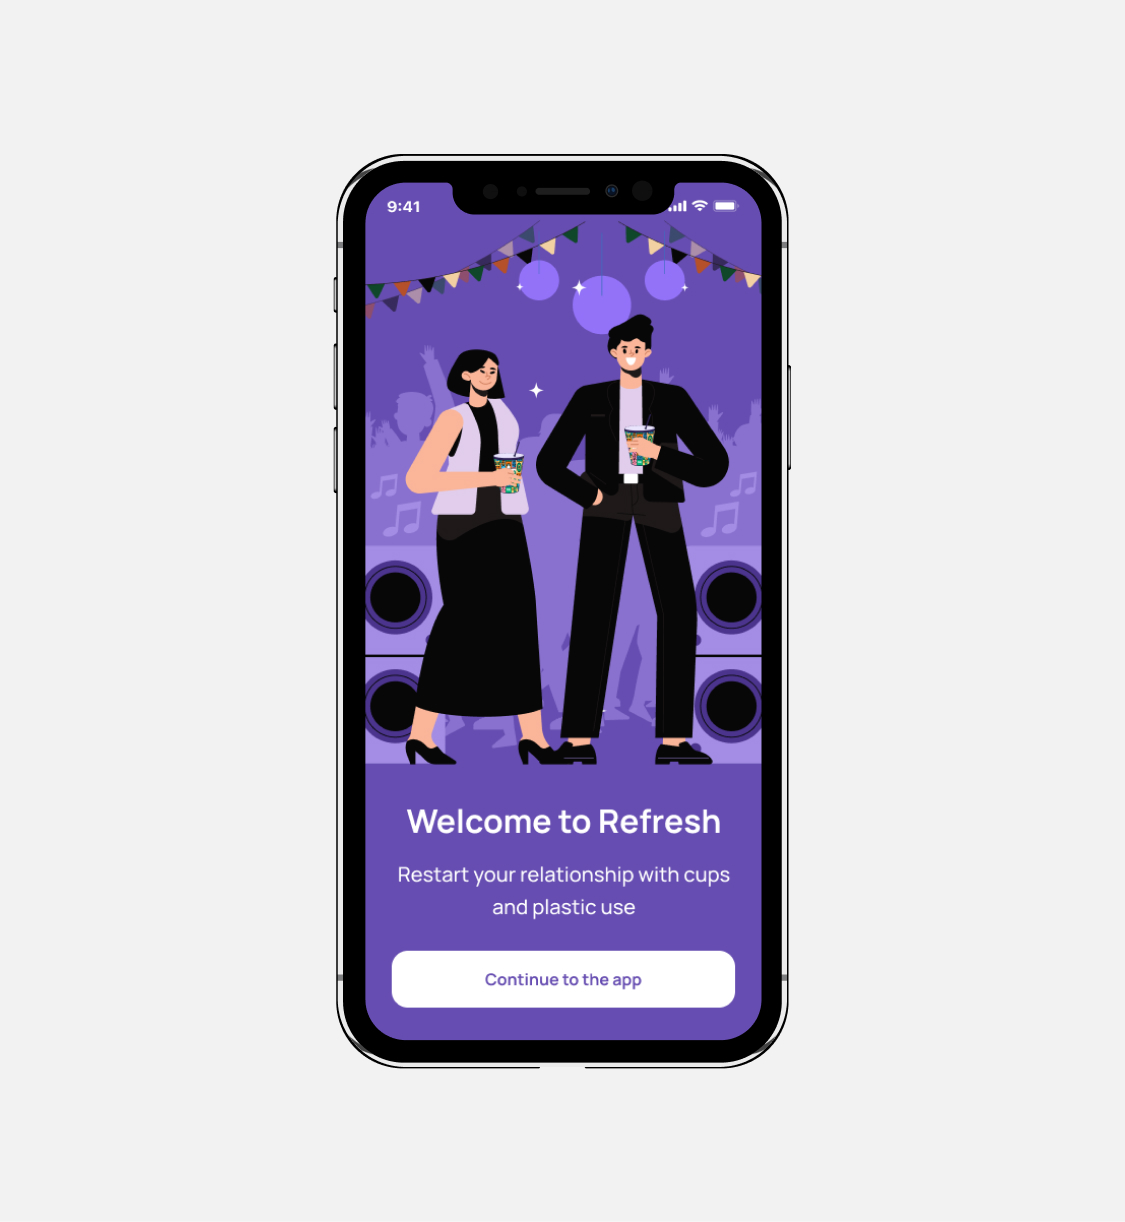 9:41
Welcome to Refresh
Restart your relationship with cups
and plastic use
Continue to the app